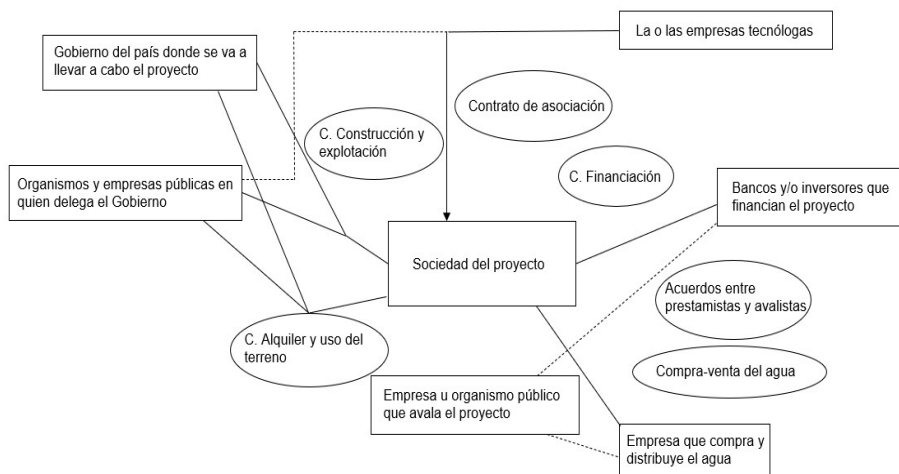 La o las empresas tecnólogas
Gobierno del país donde se va a
llevar a cabo el proyecto
Contrato de asociación
C. Construcción y
explotación
C. Financiación
Organismos y empresas públicas en
quien delega el Gobierno
Bancos y/o inversores que
financian el proyecto
Sociedad del proyecto
Acuerdos entre
prestamistas y avalistas
C. Alquiler y uso del
terreno
Compra-venta del agua
Empresa u organismo público
que avala el proyecto
Empresa que compra y
distribuye el agua